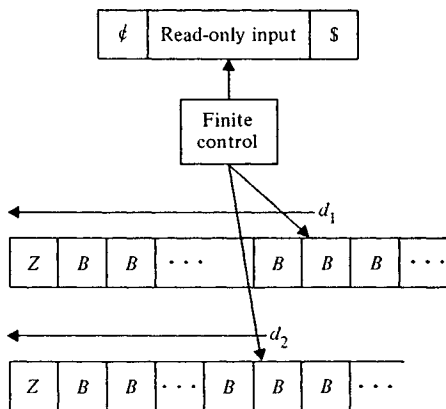 ¢ Read-only input $
Finite
control
d₁
Z B B · · · B B B · · ·
d₂
Z B B · · · B B B · · ·